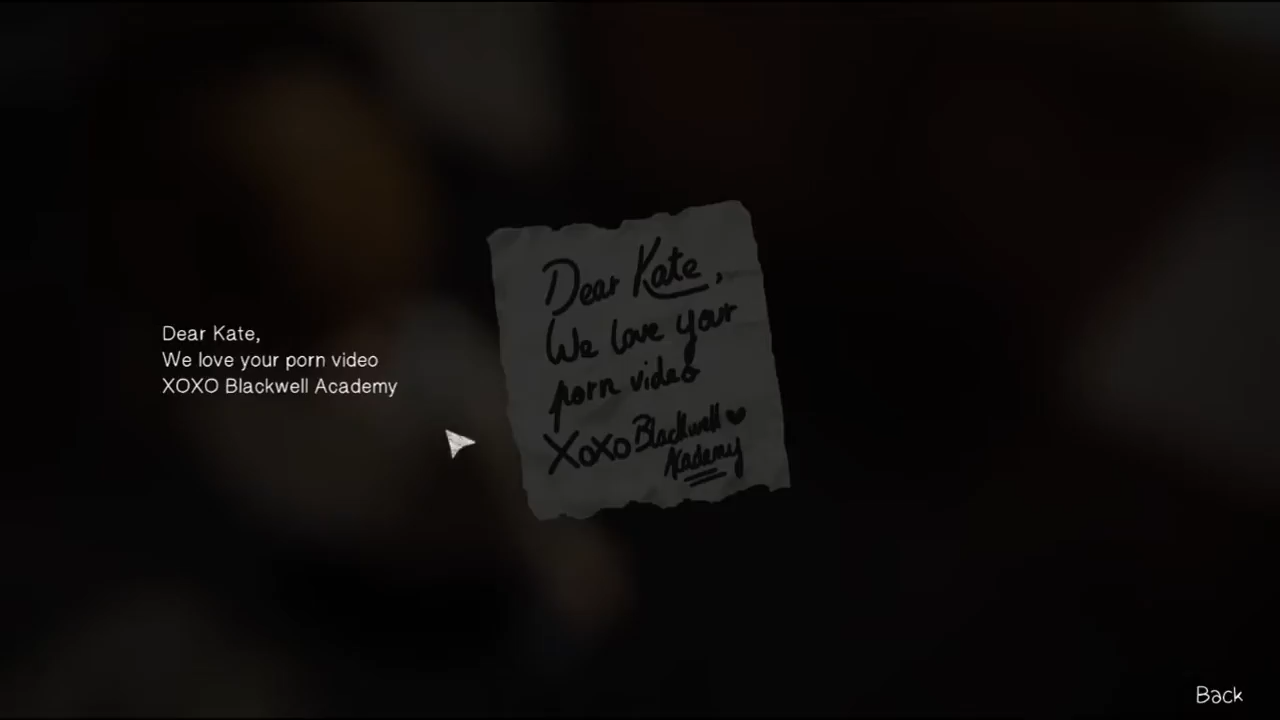 Dear Kate,
We love your porn video
XOXO Blackwell Academy
Dear Kate,
We love your
porn video
XoXo Blackwell ♥
Academy
Back